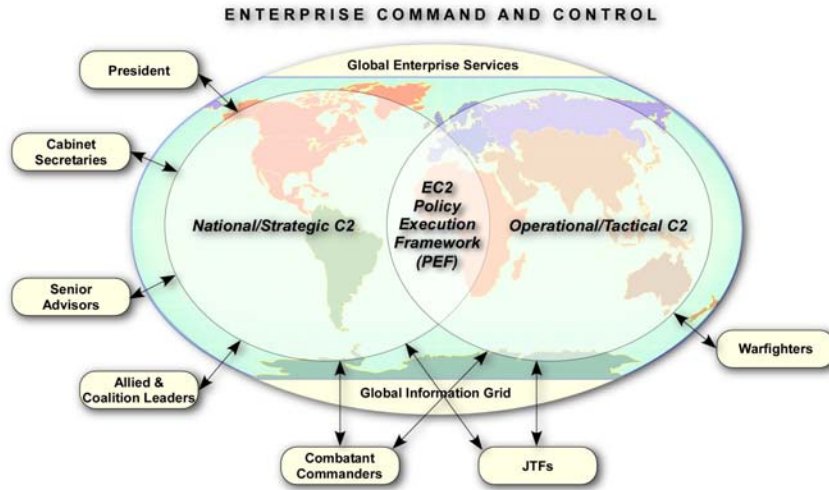 ENTERPRISE COMMAND AND CONTROL
Global Enterprise Services
President
Cabinet
Secretaries
National/Strategic C2
EC2
Policy
Execution
Framework
(PEF)
Operational/Tactical C2
Senior
Advisors
Warfighters
Allied &
Coalition Leaders
Global Information Grid
Combatant
Commanders
JTFs